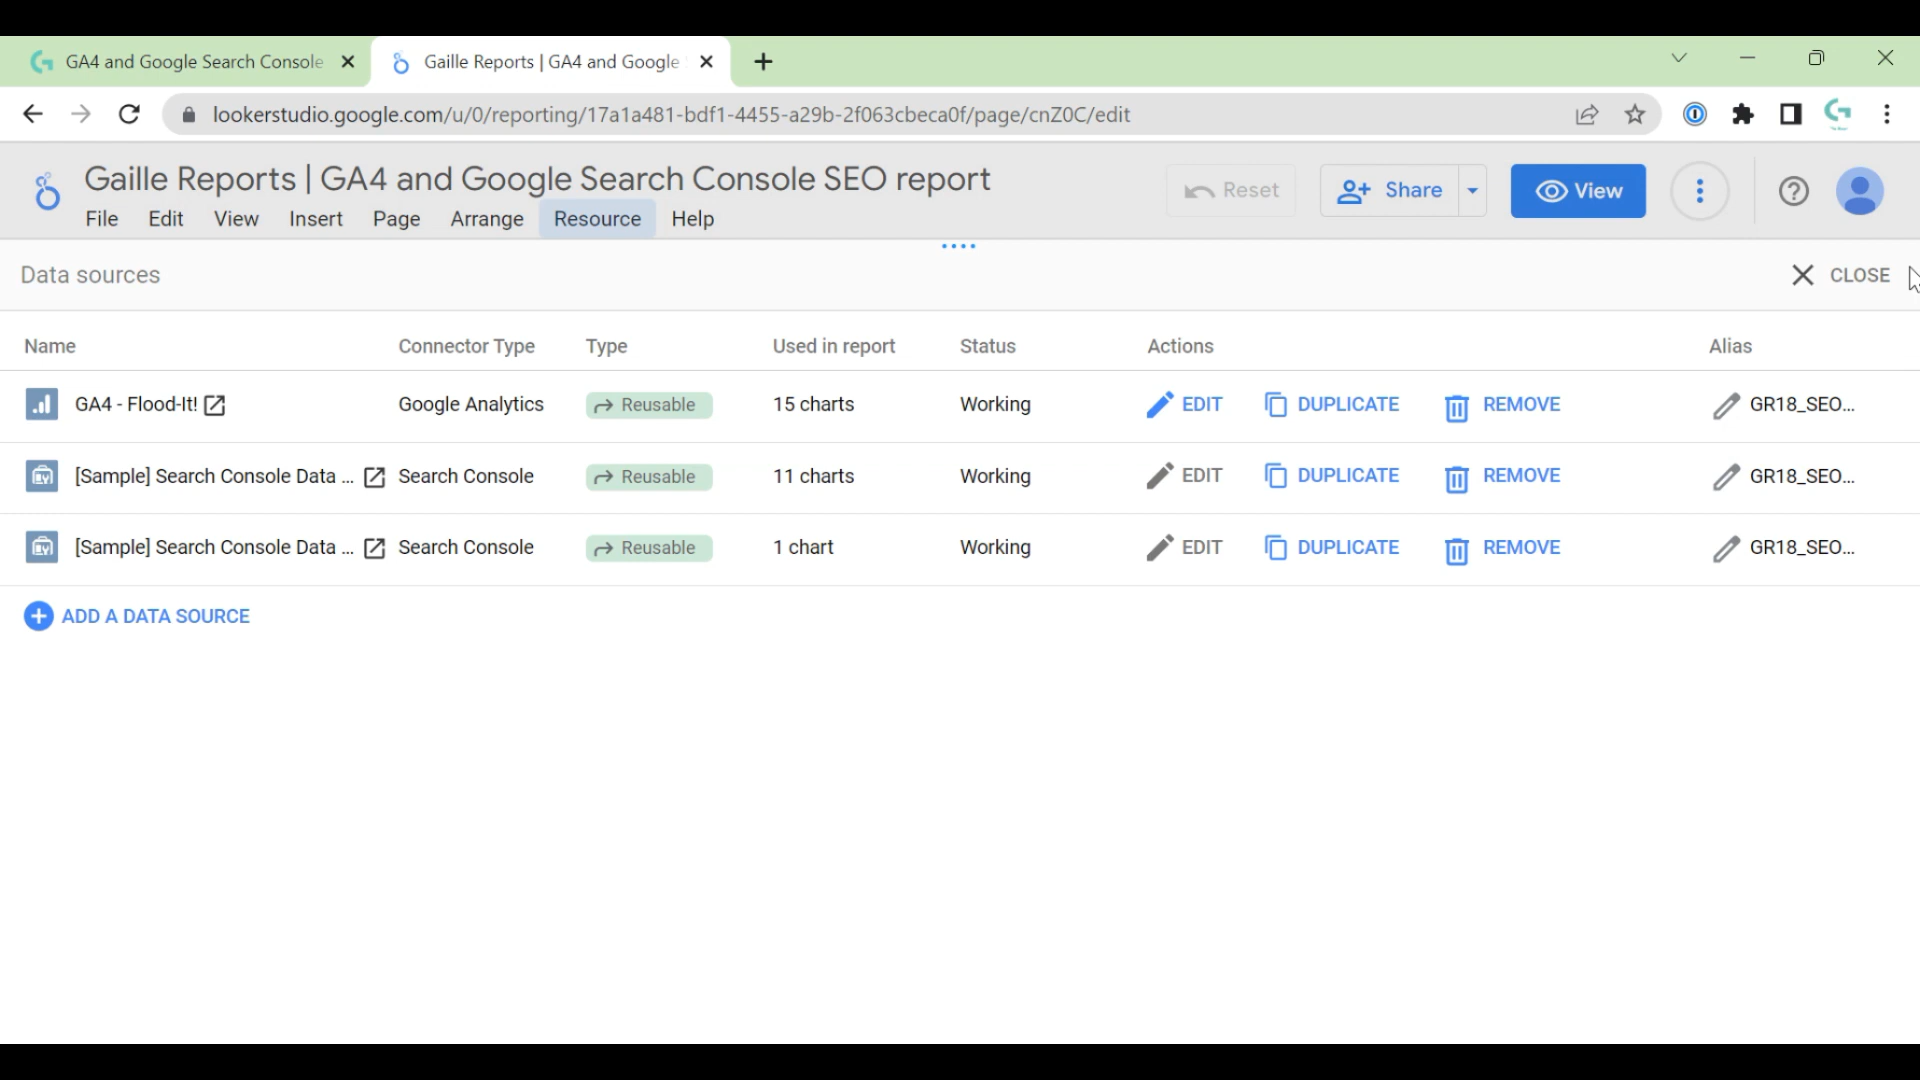 GA4 and Google Search Console
Gaille Reports | GA4 and Google
lookerstudio.google.com/u/0/reporting/17a1a481-bdf1-4455-a29b-2f063cbeca0f/page/cnZ0C/edit
Gaille Reports | GA4 and Google Search Console SEO report
Reset
Share
View
File Edit View Insert Page Arrange Resource Help
Data sources
CLOSE
Name Connector Type Type Used in report Status Actions Alias
GA4 - Flood-It! Google Analytics Reusable 15 charts Working EDIT DUPLICATE REMOVE GR18_SEO...
[Sample] Search Console Data ... Search Console Reusable 11 charts Working EDIT DUPLICATE REMOVE GR18_SEO...
[Sample] Search Console Data ... Search Console Reusable 1 chart Working EDIT DUPLICATE REMOVE GR18_SEO...
ADD A DATA SOURCE